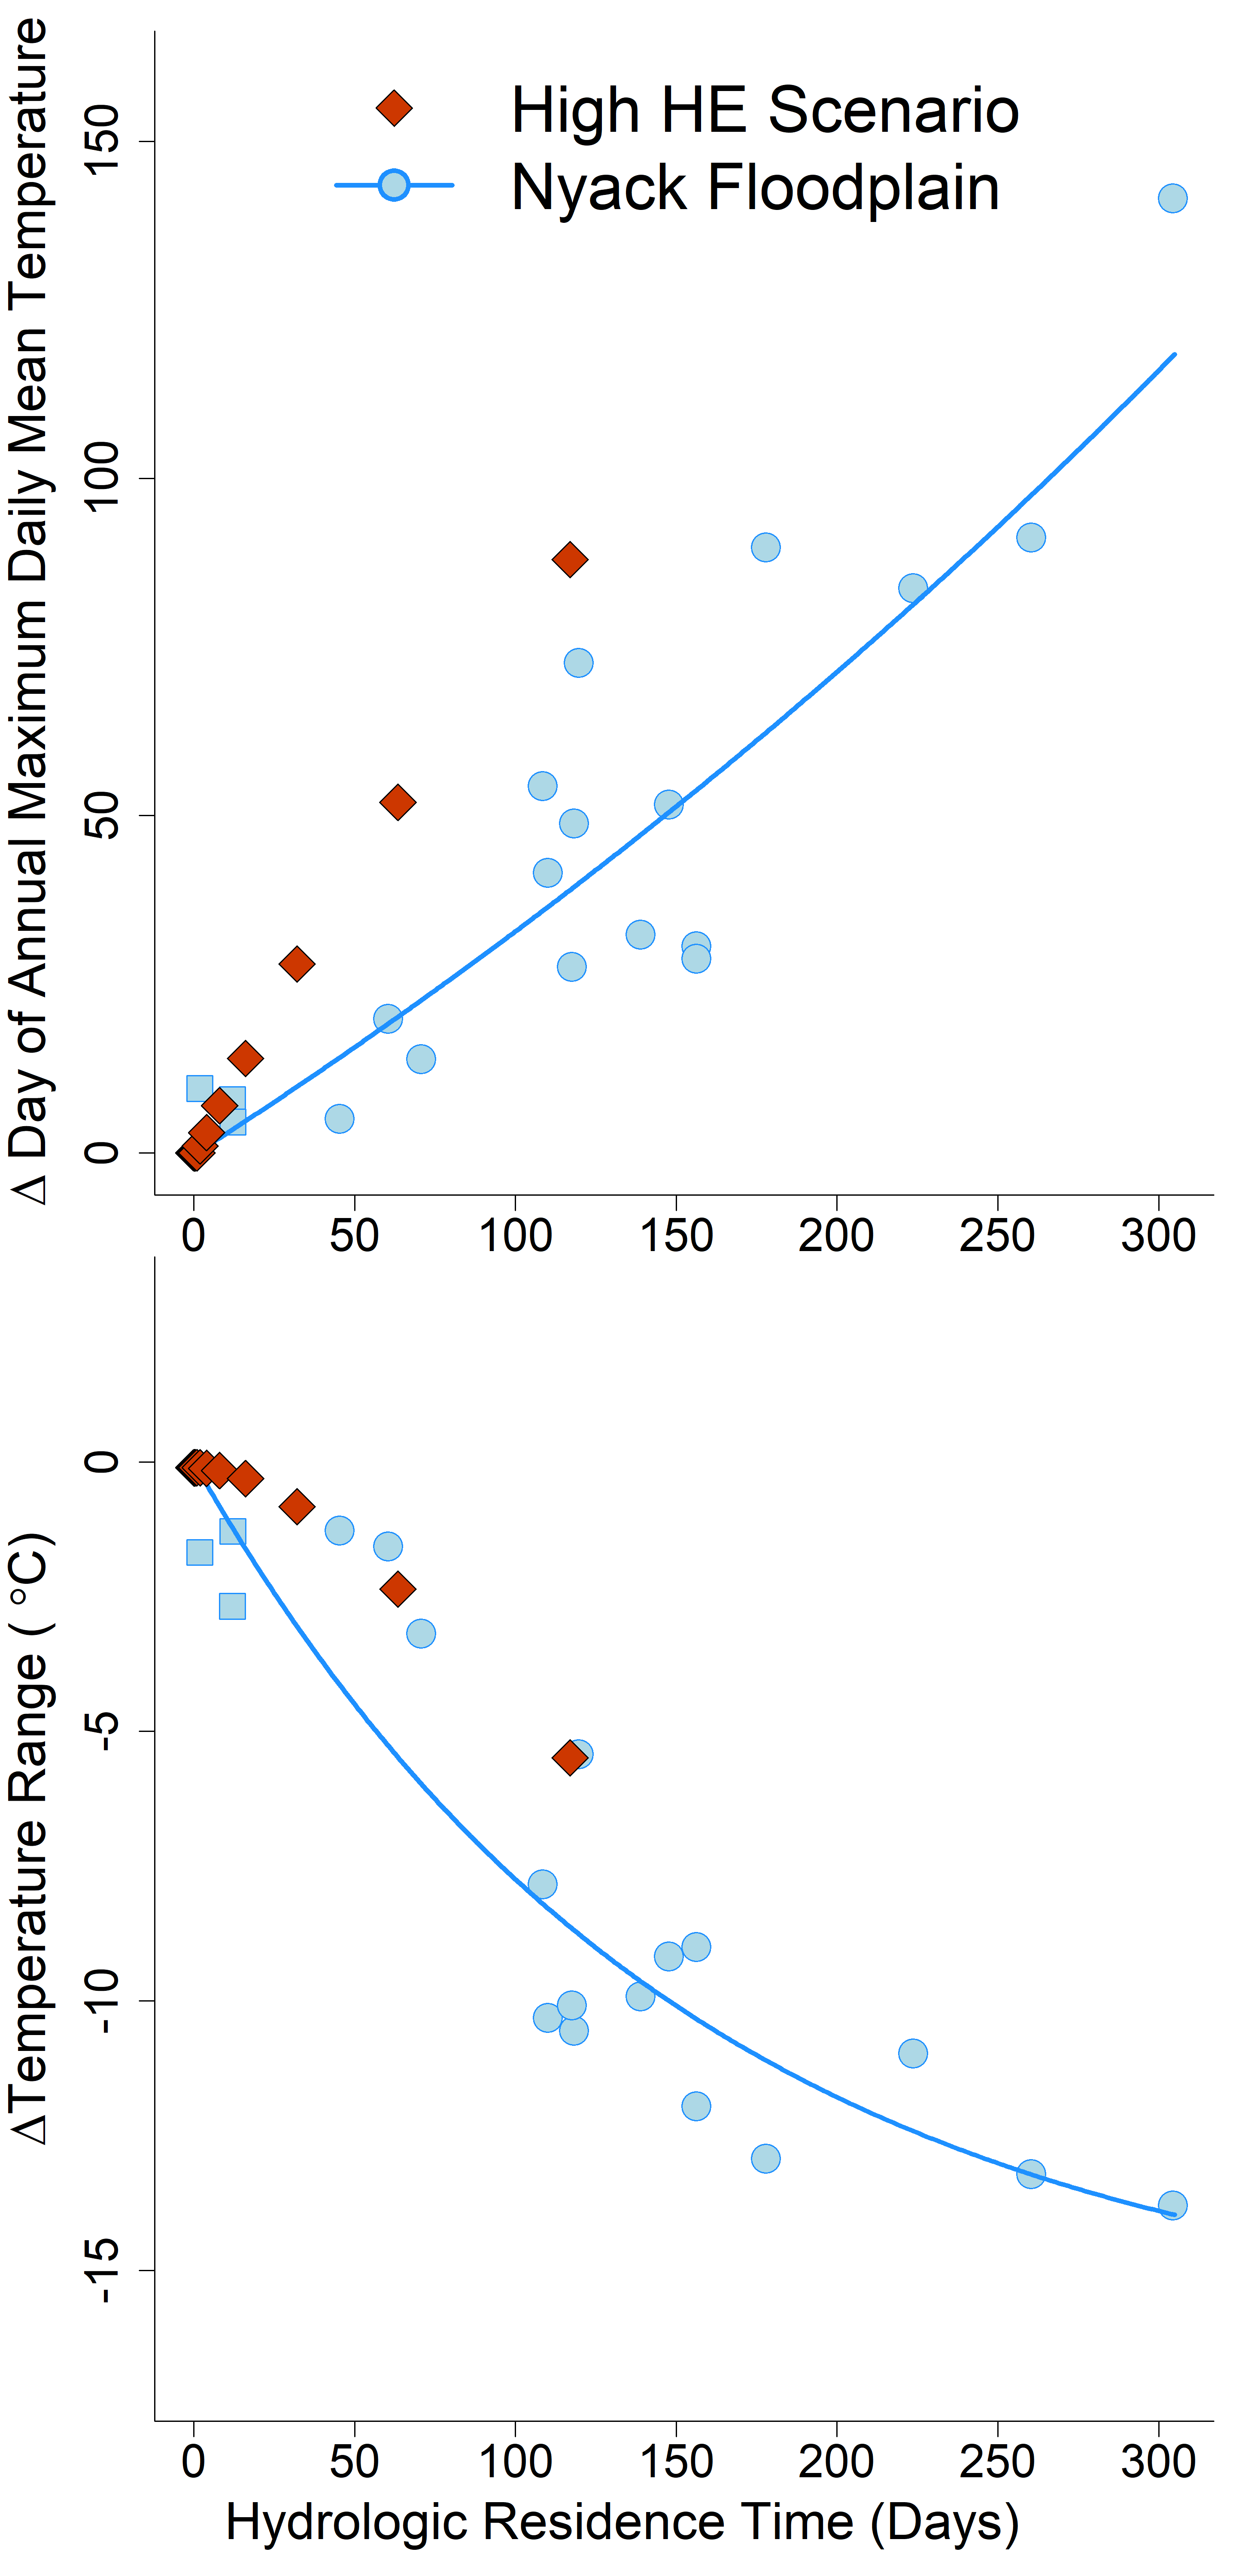 Δ Day of Annual Maximum Daily Mean Temperature
150
100
50
0
High HE Scenario
Nyack Floodplain
0 50 100 150 200 250 300
ΔTemperature Range ( °C)
0
-5
-10
-15
0 50 100 150 200 250 300
Hydrologic Residence Time (Days)